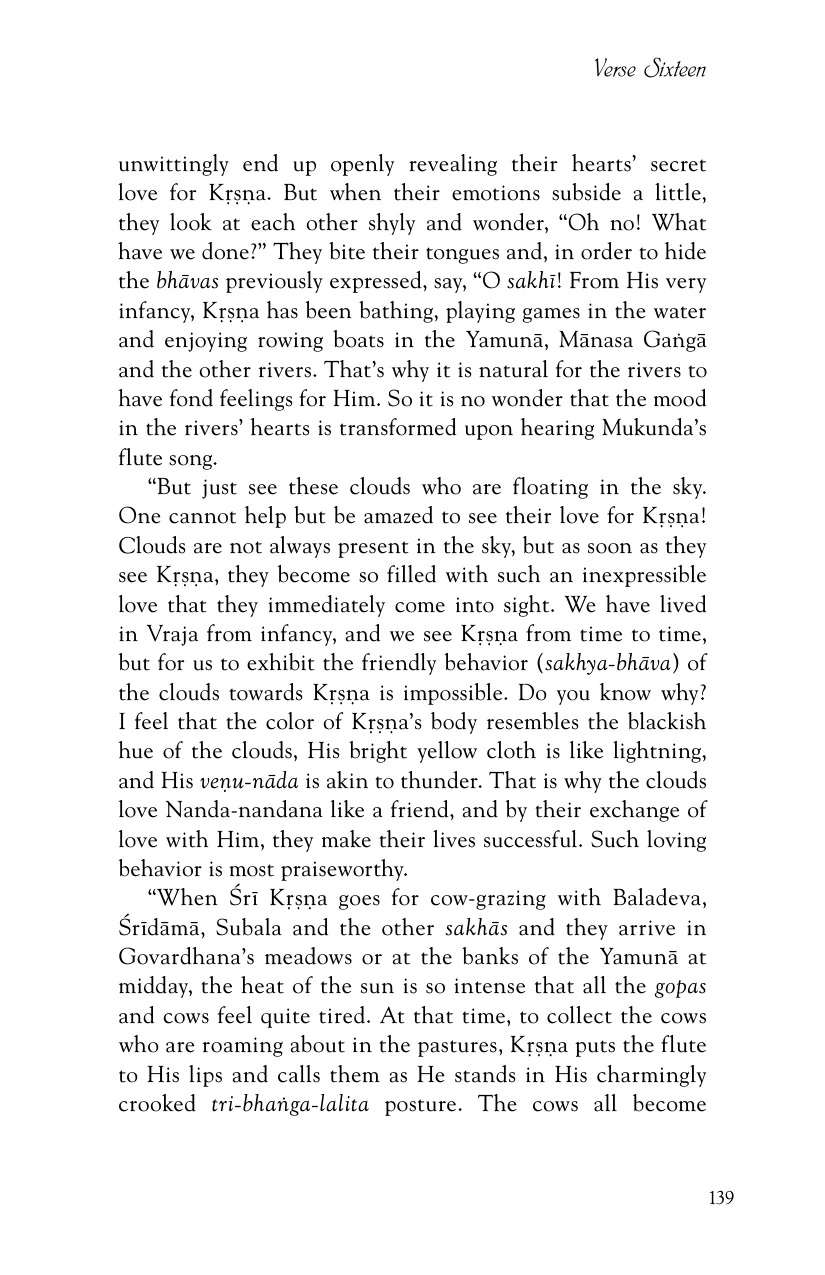 Verse Sixteen
unwittingly end up openly revealing their hearts’ secret
love for Kṛṣṇa. But when their emotions subside a little,
they look at each other shyly and wonder, “Oh no! What
have we done?” They bite their tongues and, in order to hide
the bhāvas previously expressed, say, “O sakhī! From His very
infancy, Kṛṣṇa has been bathing, playing games in the water
and enjoying rowing boats in the Yamunā, Mānasa Gaṅgā
and the other rivers. That’s why it is natural for the rivers to
have fond feelings for Him. So it is no wonder that the mood
in the rivers’ hearts is transformed upon hearing Mukunda’s
flute song.
“But just see these clouds who are floating in the sky.
One cannot help but be amazed to see their love for Kṛṣṇa!
Clouds are not always present in the sky, but as soon as they
see Kṛṣṇa, they become so filled with such an inexpressible
love that they immediately come into sight. We have lived
in Vraja from infancy, and we see Kṛṣṇa from time to time,
but for us to exhibit the friendly behavior (sakhya-bhāva) of
the clouds towards Kṛṣṇa is impossible. Do you know why?
I feel that the color of Kṛṣṇa’s body resembles the blackish
hue of the clouds, His bright yellow cloth is like lightning,
and His veṇu-nāda is akin to thunder. That is why the clouds
love Nanda-nandana like a friend, and by their exchange of
love with Him, they make their lives successful. Such loving
behavior is most praiseworthy.
“When Śrī Kṛṣṇa goes for cow-grazing with Baladeva,
Śrīdāmā, Subala and the other sakhās and they arrive in
Govardhana’s meadows or at the banks of the Yamunā at
midday, the heat of the sun is so intense that all the gopas
and cows feel quite tired. At that time, to collect the cows
who are roaming about in the pastures, Kṛṣṇa puts the flute
to His lips and calls them as He stands in His charmingly
crooked tri-bhaṅga-lalita posture. The cows all become
139